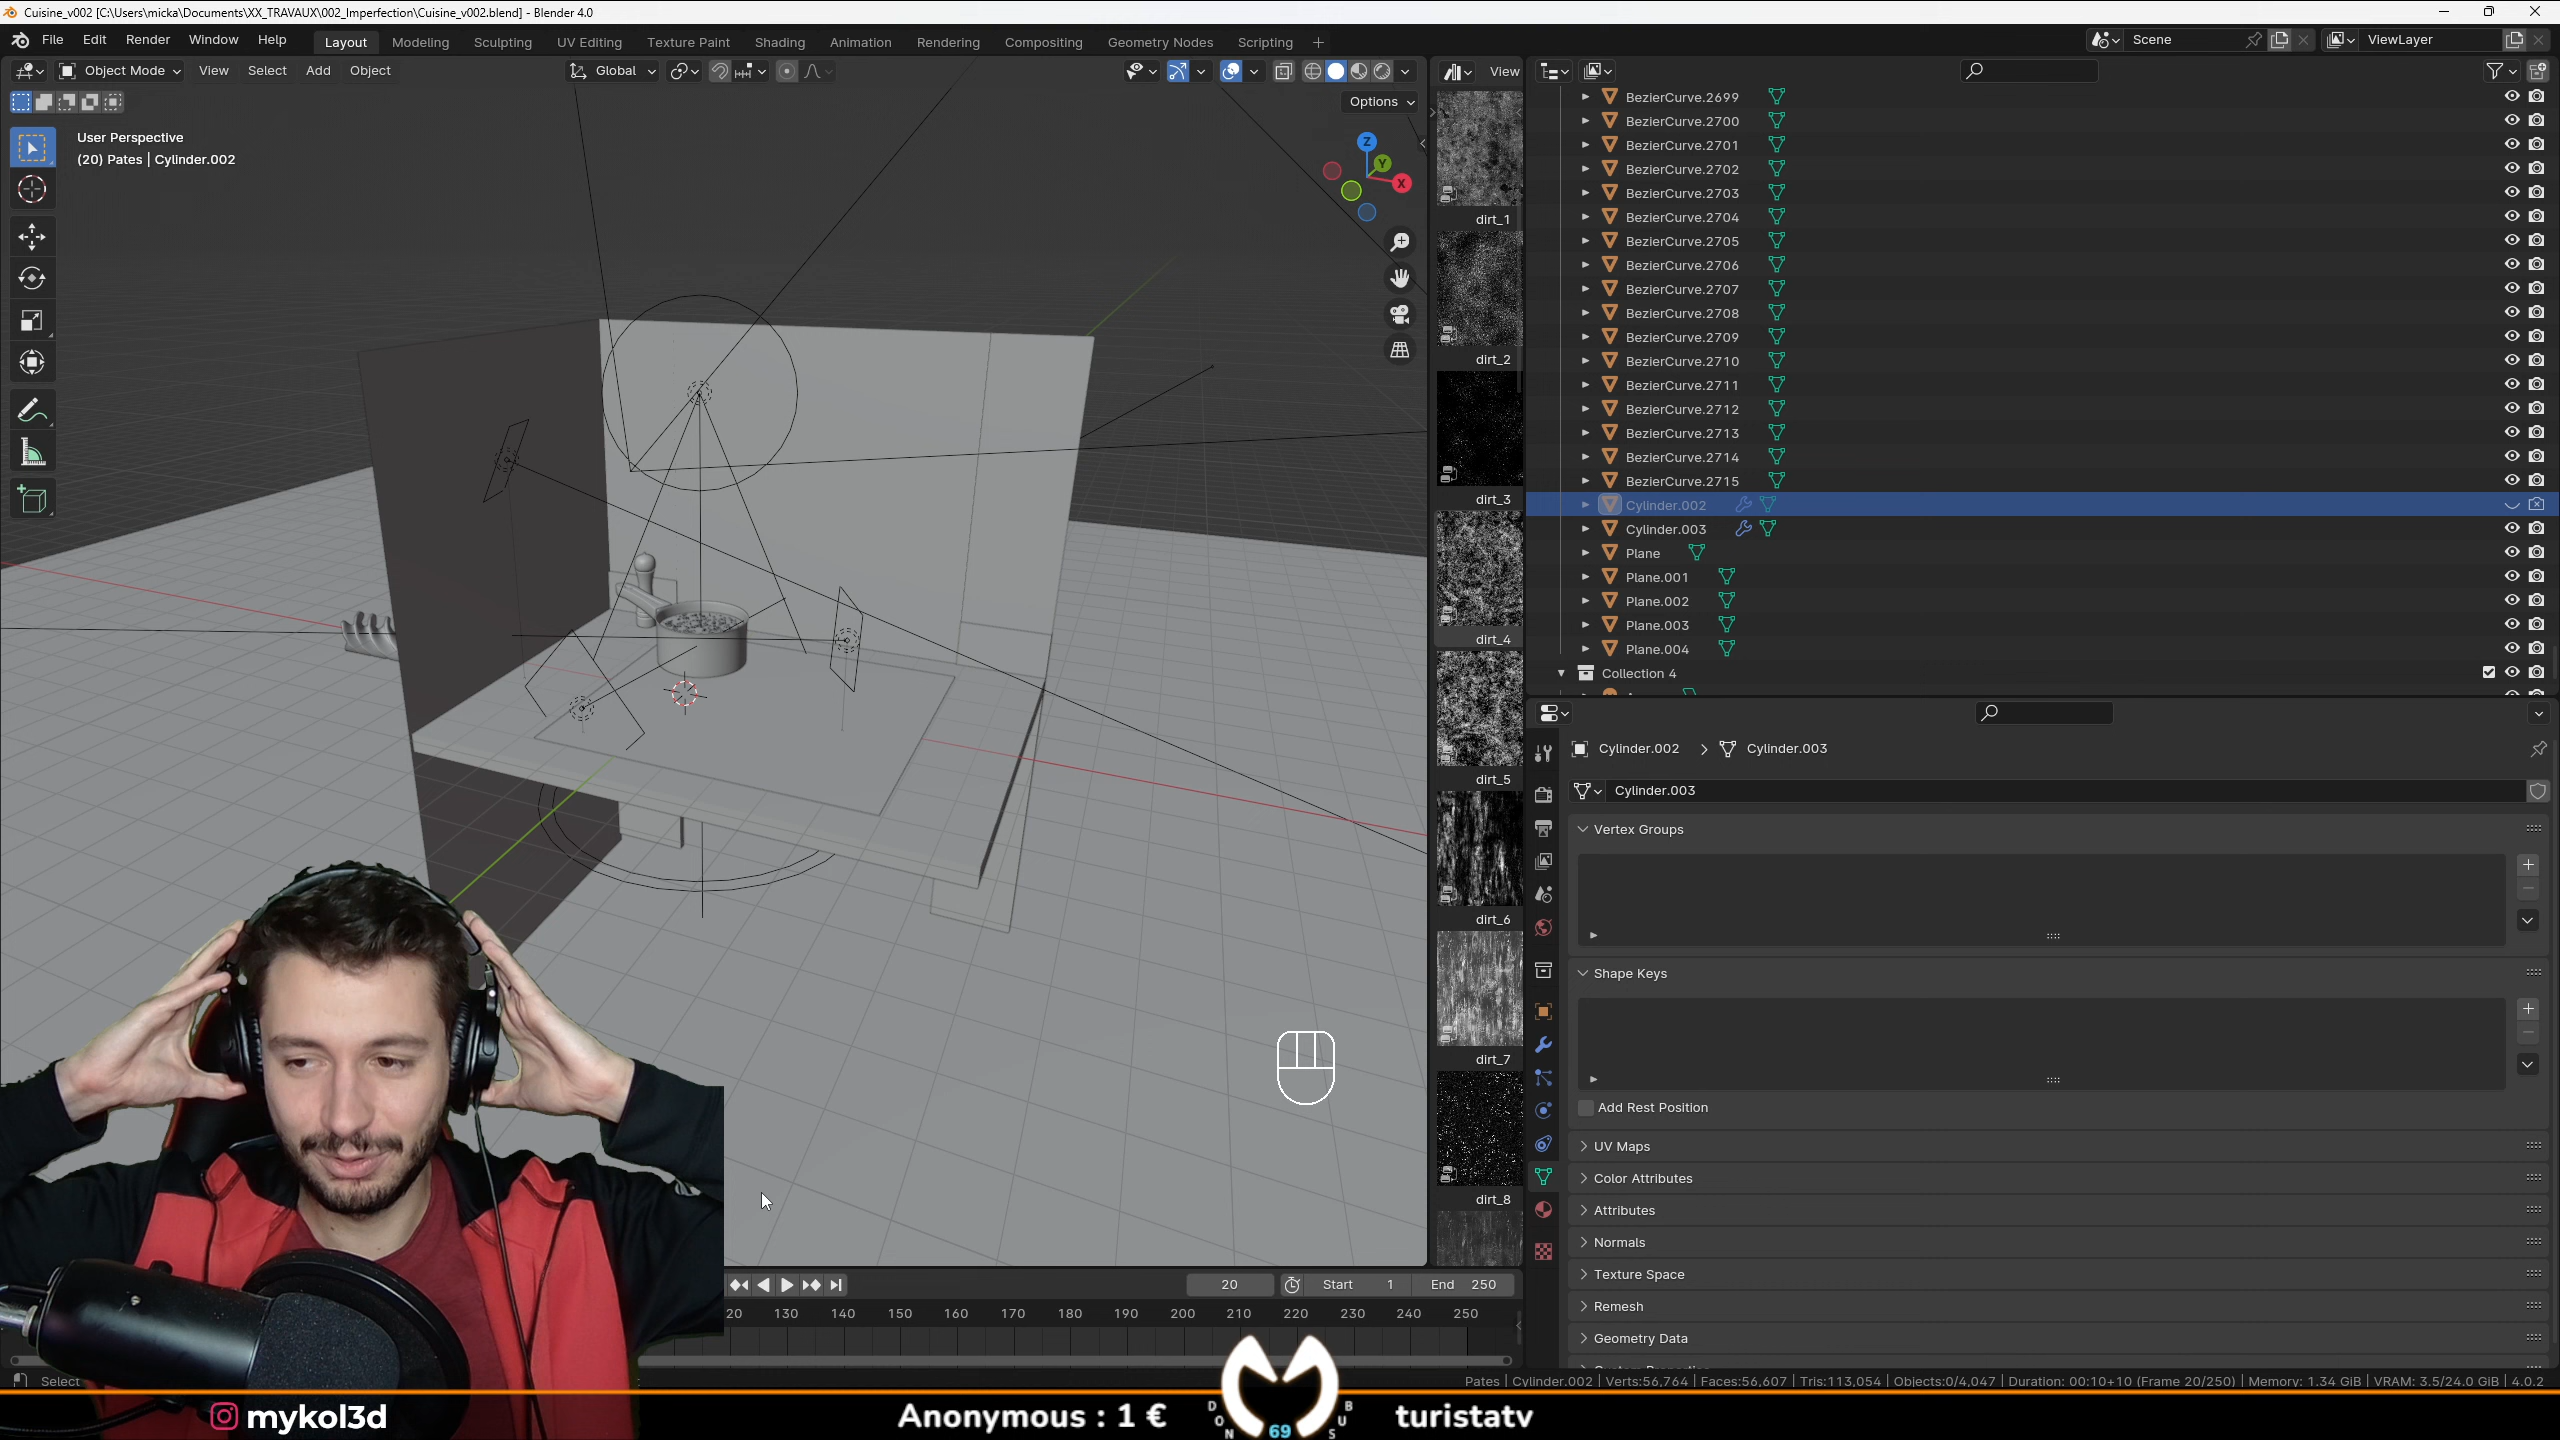 Cuisine_v002 [C:\Users\micka\Documents\XX_TRAVAUX\002_Imperfection\Cuisine_v002.blend] - Blender 4.0
File Edit Render Window Help
Layout Modeling Sculpting UV Editing Texture Paint Shading Animation Rendering Compositing Geometry Nodes Scripting +
Scene
ViewLayer
Object Mode View Select Add Object
Global
View
Options
User Perspective
(20) Pates | Cylinder.002
Z
Y
X
dirt_1
dirt_2
dirt_3
dirt_4
dirt_5
dirt_6
dirt_7
dirt_8
BezierCurve.2699
BezierCurve.2700
BezierCurve.2701
BezierCurve.2702
BezierCurve.2703
BezierCurve.2704
BezierCurve.2705
BezierCurve.2706
BezierCurve.2707
BezierCurve.2708
BezierCurve.2709
BezierCurve.2710
BezierCurve.2711
BezierCurve.2712
BezierCurve.2713
BezierCurve.2714
BezierCurve.2715
Cylinder.002
Cylinder.003
Plane
Plane.001
Plane.002
Plane.003
Plane.004
Collection 4
Cylinder.002 > Cylinder.003
Cylinder.003
Vertex Groups
Shape Keys
Add Rest Position
UV Maps
Color Attributes
Attributes
Normals
Texture Space
Remesh
Geometry Data
20
Start 1
End 250
20 130 140 150 160 170 180 190 200 210 220 230 240 250
Select
Pates | Cylinder.002 | Verts:56,764 | Faces:56,607 | Tris:113,054 | Objects:0/4,047 | Duration: 00:10+10 (Frame 20/250) | Memory: 1.34 GiB | VRAM: 3.5/24.0 GiB | 4.0.2
mykol3d
Anonymous : 1 €
DON
69
BUS
turistatv